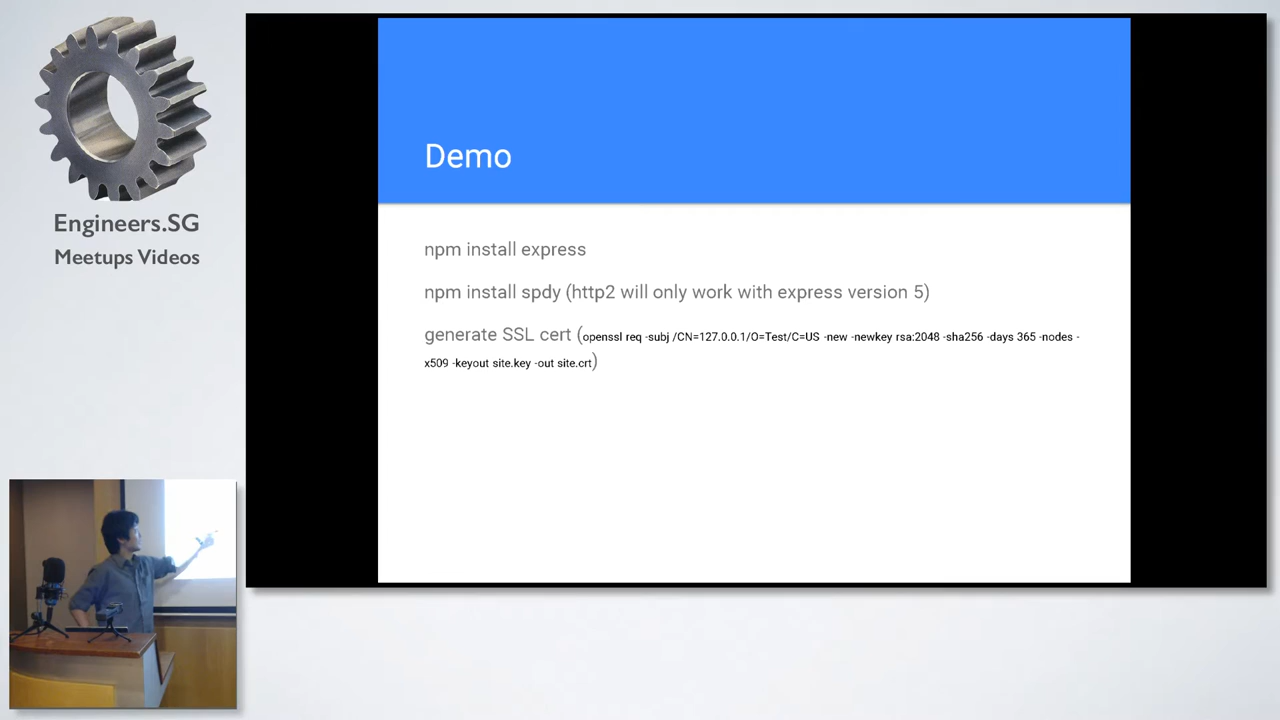 Engineers.SG
Meetups Videos
Demo
npm install express
npm install spdy (http2 will only work with express version 5)
generate SSL cert (openssl req -subj /CN=127.0.0.1/O=Test/C=US -new -newkey rsa:2048 -sha256 -days 365 -nodes -
x509 -keyout site.key -out site.crt)